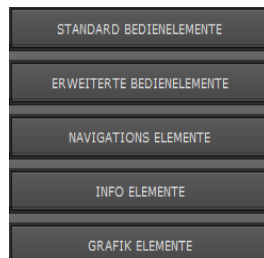 STANDARD BEDIENELEMENTE
ERWEITERTE BEDIENELEMENTE
NAVIGATIONS ELEMENTE
INFO ELEMENTE
GRAFIK ELEMENTE